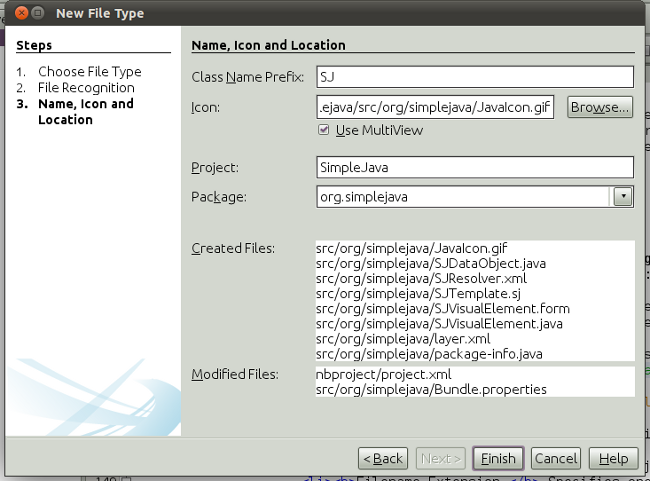 New File Type
Steps
1. Choose File Type
2. File Recognition
3. Name, Icon and
Location
Name, Icon and Location
Class Name Prefix: SJ
Icon: .ejava/src/org/simplejava/JavaIcon.gif Browse...
Use MultiView
Project: SimpleJava
Package: org.simplejava
Created Files: src/org/simplejava/JavaIcon.gif
src/org/simplejava/SJDataObject.java
src/org/simplejava/SJResolver.xml
src/org/simplejava/SJTemplate.sj
src/org/simplejava/SJVisualElement.form
src/org/simplejava/SJVisualElement.java
src/org/simplejava/layer.xml
src/org/simplejava/package-info.java
Modified Files: nbproject/project.xml
src/org/simplejava/Bundle.properties
< Back Next > Finish Cancel Help